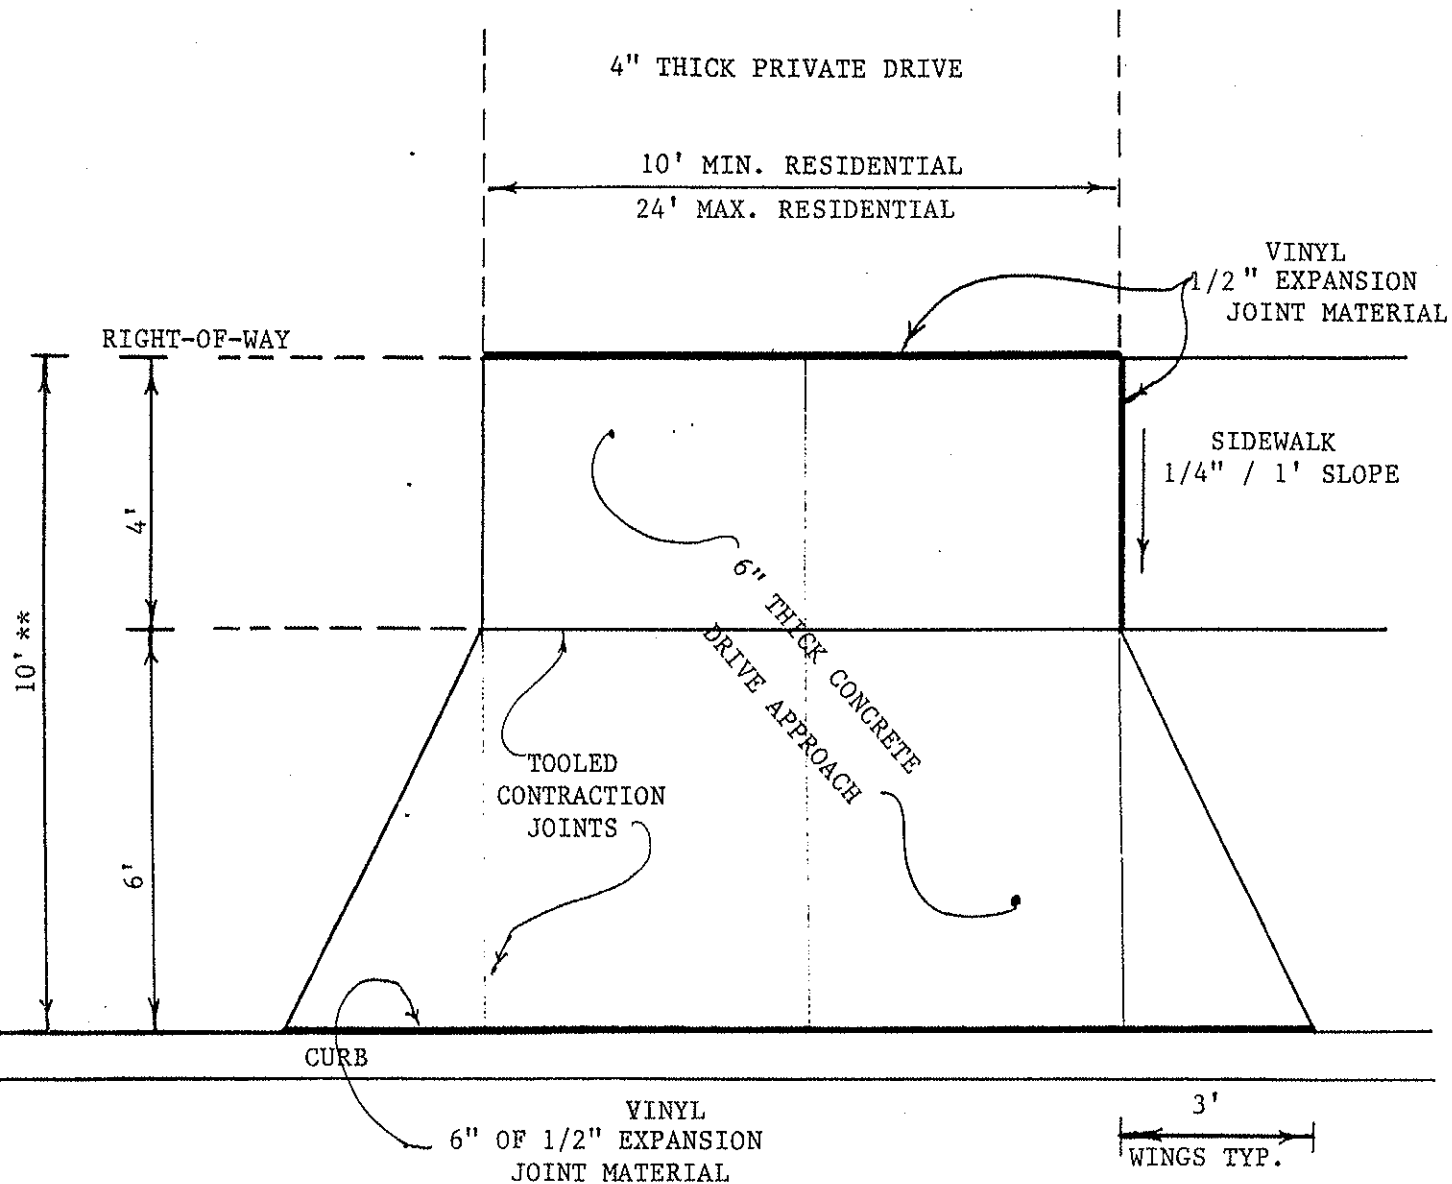 4" THICK PRIVATE DRIVE
10' MIN. RESIDENTIAL
24' MAX. RESIDENTIAL
VINYL
1/2" EXPANSION
JOINT MATERIAL
RIGHT-OF-WAY
SIDEWALK
1/4" / 1' SLOPE
4'
10'**
6" THICK CONCRETE
DRIVE APPROACH
TOOLED
CONTRACTION
JOINTS
6'
CURB
VINYL
6" OF 1/2" EXPANSION
JOINT MATERIAL
3'
WINGS TYP.